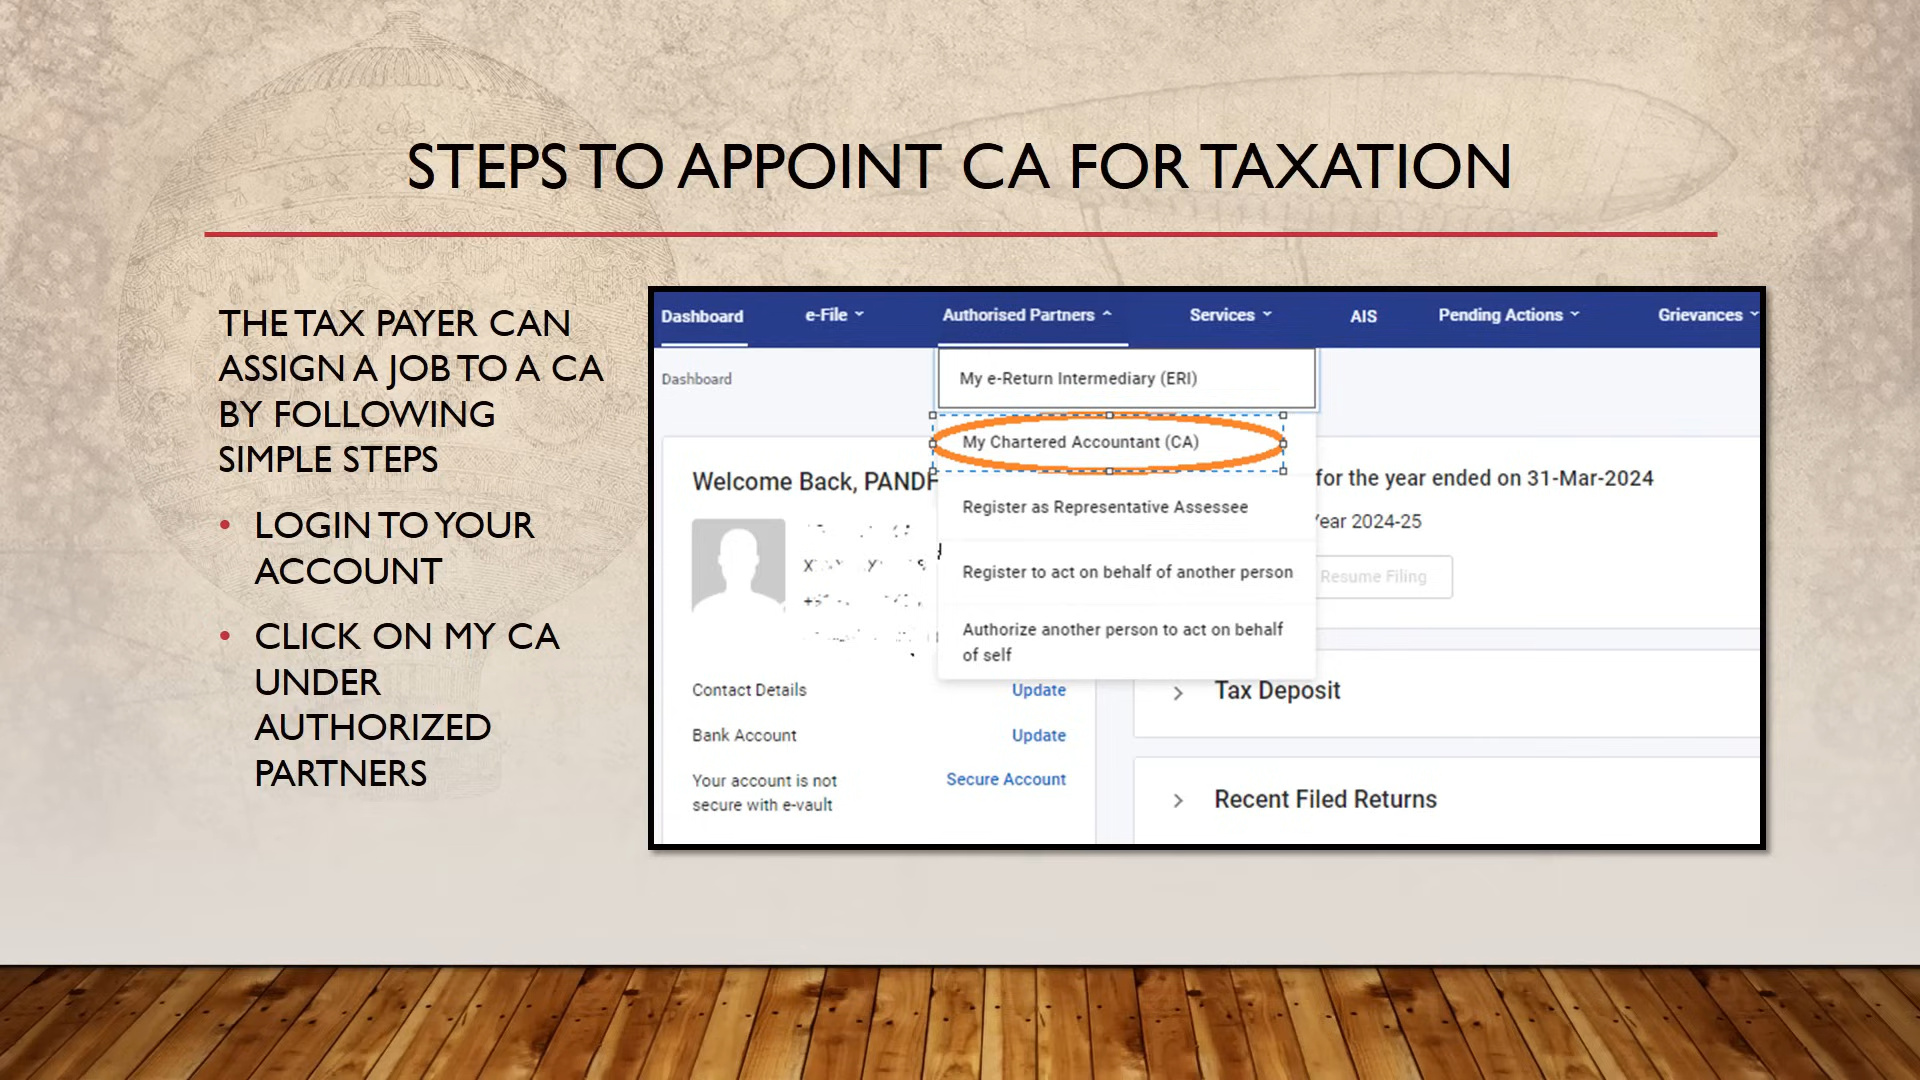 STEPS TO APPOINT CA FOR TAXATION
THE TAX PAYER CAN
ASSIGN A JOB TO A CA
BY FOLLOWING
SIMPLE STEPS
• LOGIN TO YOUR
ACCOUNT
• CLICK ON MY CA
UNDER
AUTHORIZED
PARTNERS
Dashboard e-File Authorised Partners Services AIS Pending Actions Grievances
Dashboard
My e-Return Intermediary (ERI)
My Chartered Accountant (CA)
Register as Representative Assessee
Register to act on behalf of another person
Authorize another person to act on behalf
of self
Welcome Back,
for the year ended on 31-Mar-2024
Year 2024-25
Resume Filing
Contact Details Update
Bank Account Update
Your account is not
secure with e-vault
Secure Account
Tax Deposit
Recent Filed Returns